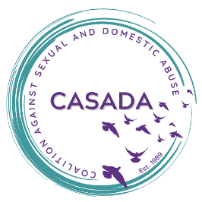 COALITION AGAINST SEXUAL AND DOMESTIC ABUSE
CASADA
Est. 1989